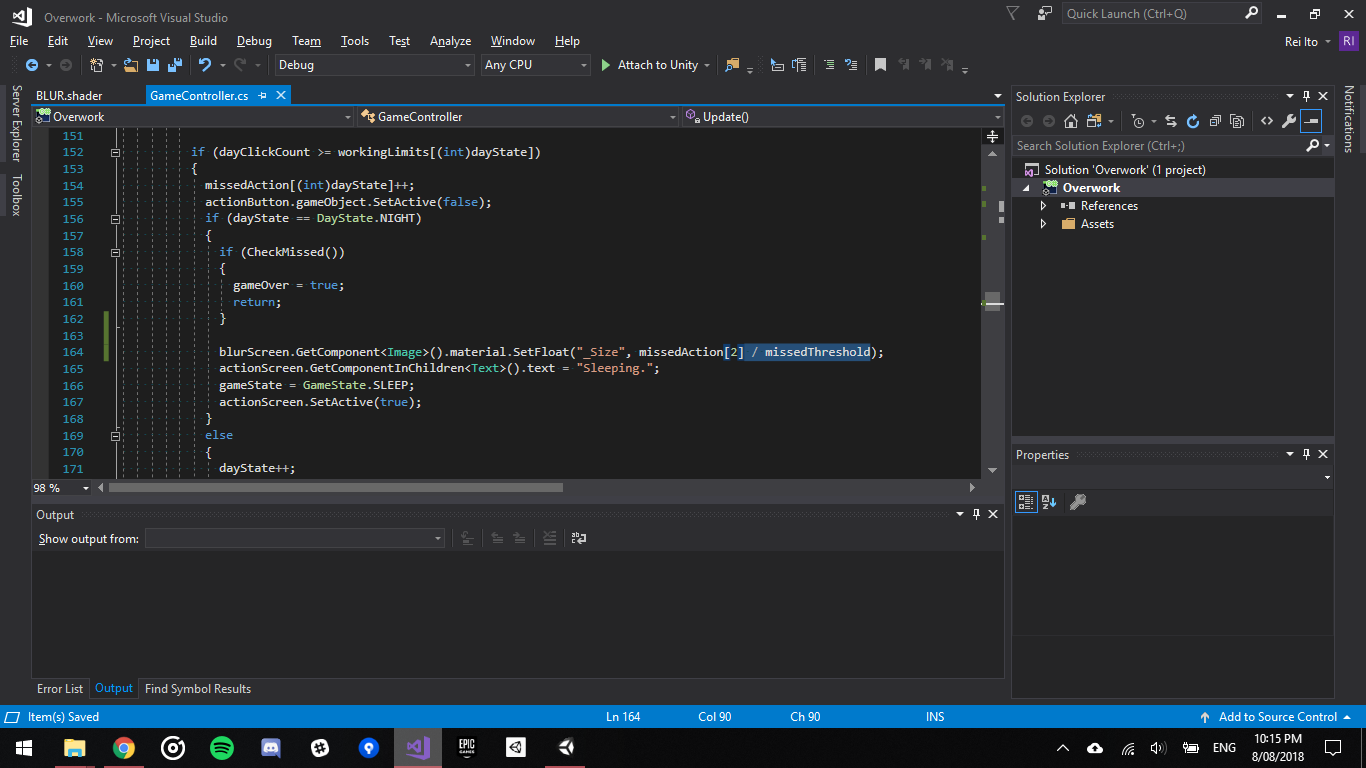 Overwork - Microsoft Visual Studio
Quick Launch (Ctrl+Q)
File Edit View Project Build Debug Team Tools Test Analyze Window Help
Rei Ito RI
Debug Any CPU Attach to Unity
Server Explorer
Toolbox
BLUR.shader GameController.cs
Overwork GameController Update()
151
152 if (dayClickCount >= workingLimits[(int)dayState])
153 {
154 missedAction[(int)dayState]++;
155 actionButton.gameObject.SetActive(false);
156 if (dayState == DayState.NIGHT)
157 {
158 if (CheckMissed())
159 {
160 gameOver = true;
161 return;
162 }
163
164 blurScreen.GetComponent<Image>().material.SetFloat("_Size", missedAction[2] / missedThreshold);
165 actionScreen.GetComponentInChildren<Text>().text = "Sleeping.";
166 gameState = GameState.SLEEP;
167 actionScreen.SetActive(true);
168 }
169 else
170 {
171 dayState++;
98 %
Output
Show output from:
Error List Output Find Symbol Results
Solution Explorer
Search Solution Explorer (Ctrl+;)
Solution 'Overwork' (1 project)
Overwork
References
Assets
Properties
Notifications
Item(s) Saved Ln 164 Col 90 Ch 90 INS Add to Source Control
EPIC GAMES
ENG
10:15 PM
8/08/2018